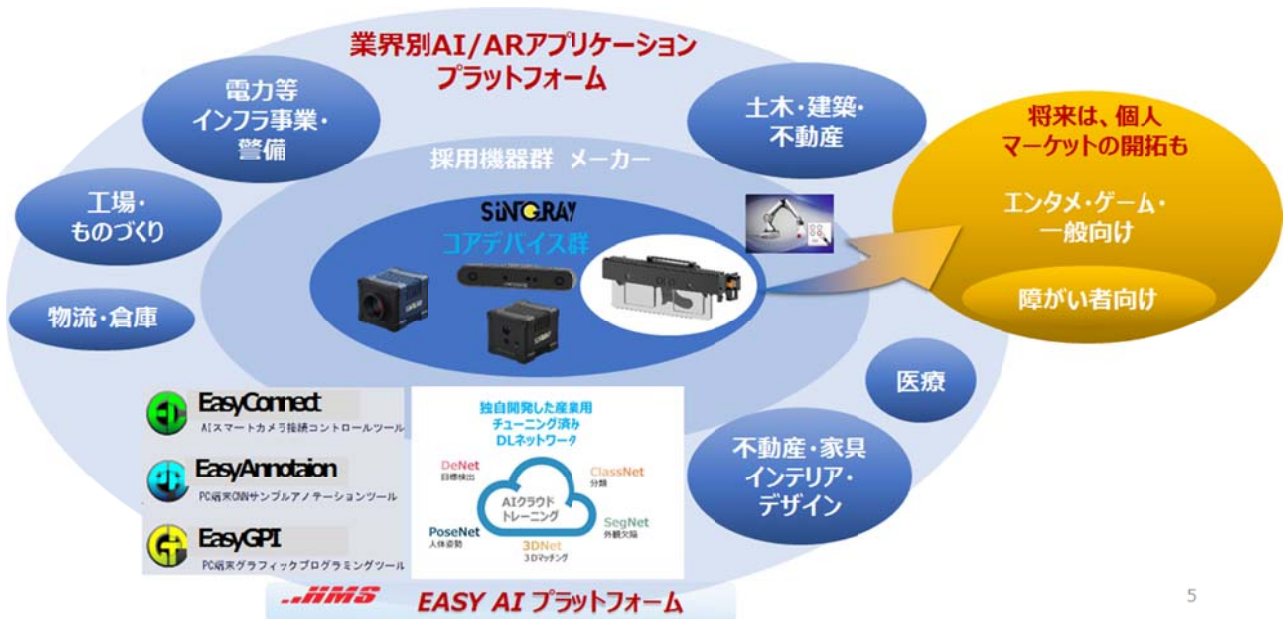 業界別AI/ARアプリケーション
プラットフォーム
電力等
インフラ事業・
警備
土木・建築・
不動産
将来は、個人
マーケットの開拓も
採用機器群 メーカー
工場・
ものづくり
SiNGRAY
コアデバイス群
エンタメ・ゲーム・
一般向け
障がい者向け
物流・倉庫
医療
EasyConnect
AIスマートカメラ接続コントロールツール
EasyAnnotaion
PC端末CNNサンプルアノテーションツール
EasyGPI
PC端末グラフィックプログラミングツール
独自開発した産業用
チューニング済み
DLネットワーク
DeNet
目標検出
ClassNet
分類
AIクラウド
トレーニング
PoseNet
人体姿勢
SegNet
外観欠陥
3DNet
3Dマッチング
不動産・家具
インテリア・
デザイン
..HMS EASY AI プラットフォーム
5